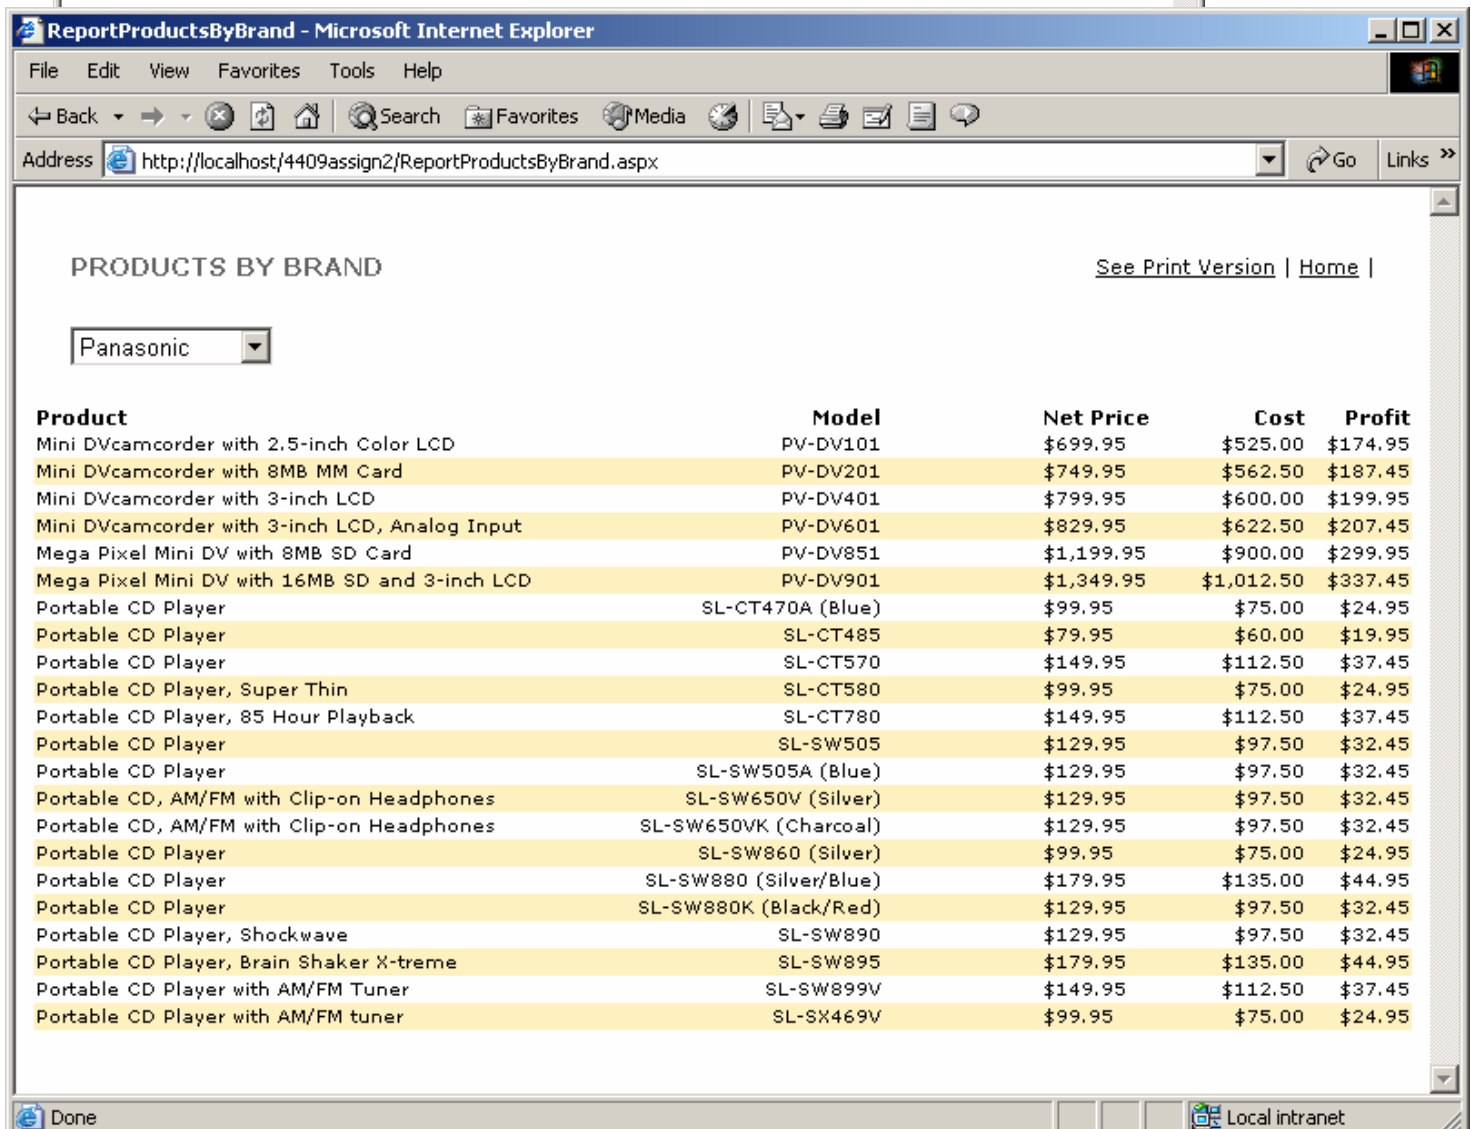 ReportProductsByBrand - Microsoft Internet Explorer
File Edit View Favorites Tools Help
Back Search Favorites Media
Address http://localhost/4409assign2/ReportProductsByBrand.aspx Go Links »
PRODUCTS BY BRAND See Print Version | Home |
Panasonic
Product Model Net Price Cost Profit
Mini DVcamcorder with 2.5-inch Color LCD PV-DV101 $699.95 $525.00 $174.95
Mini DVcamcorder with 8MB MM Card PV-DV201 $749.95 $562.50 $187.45
Mini DVcamcorder with 3-inch LCD PV-DV401 $799.95 $600.00 $199.95
Mini DVcamcorder with 3-inch LCD, Analog Input PV-DV601 $829.95 $622.50 $207.45
Mega Pixel Mini DV with 8MB SD Card PV-DV851 $1,199.95 $900.00 $299.95
Mega Pixel Mini DV with 16MB SD and 3-inch LCD PV-DV901 $1,349.95 $1,012.50 $337.45
Portable CD Player SL-CT470A (Blue) $99.95 $75.00 $24.95
Portable CD Player SL-CT485 $79.95 $60.00 $19.95
Portable CD Player SL-CT570 $149.95 $112.50 $37.45
Portable CD Player, Super Thin SL-CT580 $99.95 $75.00 $24.95
Portable CD Player, 85 Hour Playback SL-CT780 $149.95 $112.50 $37.45
Portable CD Player SL-SW505 $129.95 $97.50 $32.45
Portable CD Player SL-SW505A (Blue) $129.95 $97.50 $32.45
Portable CD, AM/FM with Clip-on Headphones SL-SW650V (Silver) $129.95 $97.50 $32.45
Portable CD, AM/FM with Clip-on Headphones SL-SW650VK (Charcoal) $129.95 $97.50 $32.45
Portable CD Player SL-SW860 (Silver) $99.95 $75.00 $24.95
Portable CD Player SL-SW880 (Silver/Blue) $179.95 $135.00 $44.95
Portable CD Player SL-SW880K (Black/Red) $129.95 $97.50 $32.45
Portable CD Player, Shockwave SL-SW890 $129.95 $97.50 $32.45
Portable CD Player, Brain Shaker X-treme SL-SW895 $179.95 $135.00 $44.95
Portable CD Player with AM/FM Tuner SL-SW899V $149.95 $112.50 $37.45
Portable CD Player with AM/FM tuner SL-SX469V $99.95 $75.00 $24.95
Done Local intranet